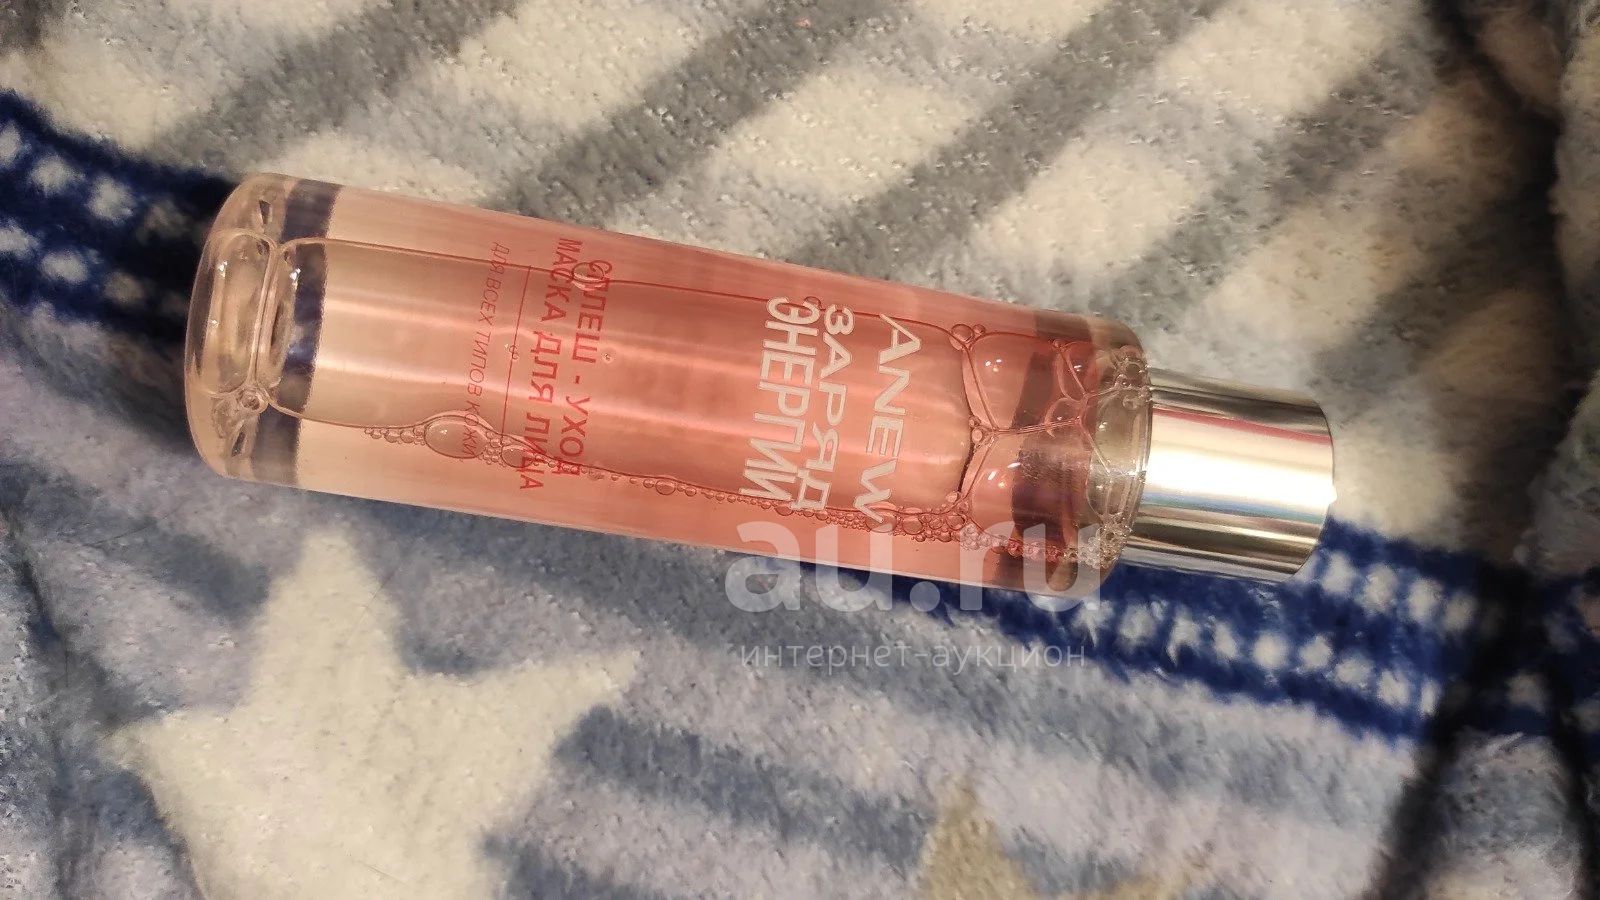 ANEW
ЗАРЯД
ЭНЕРГИИ
СПЛЕШ - УХОД
МАСКА ДЛЯ ЛИЦА
ДЛЯ ВСЕХ ТИПОВ КОЖИ
au.ru
интернет-аукцион